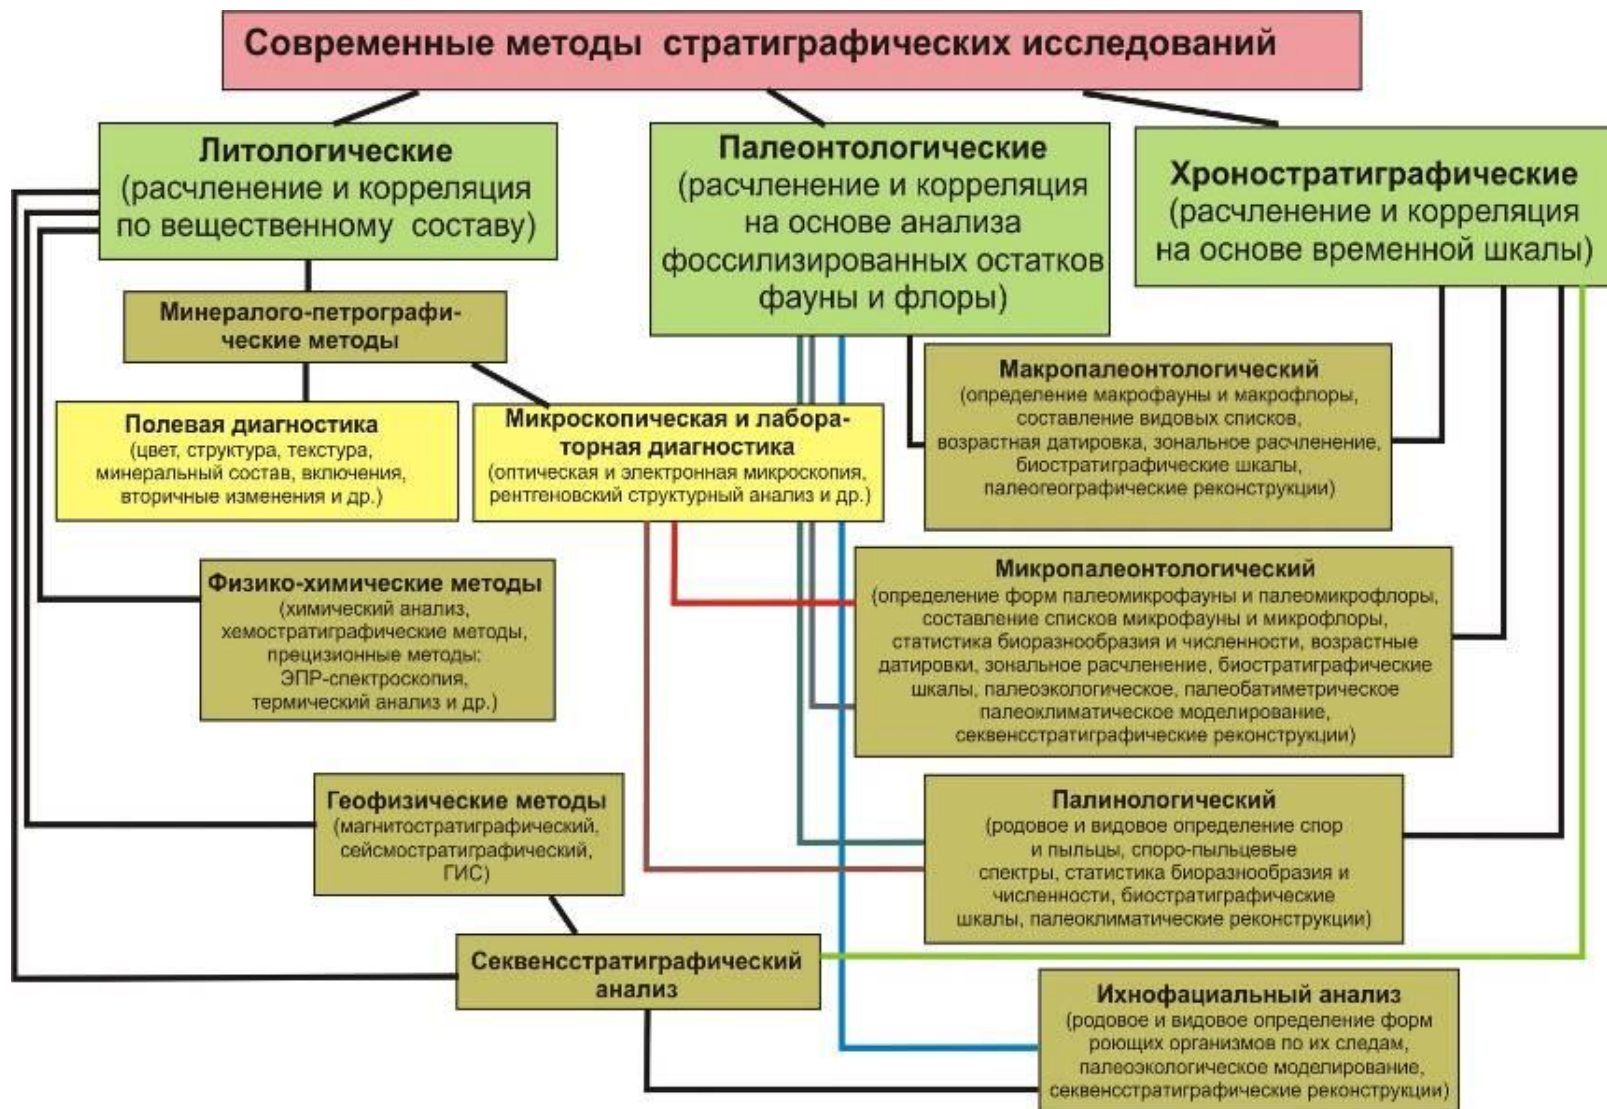 Современные методы стратиграфических исследований
Литологические
(расчленение и корреляция
по вещественному составу)
Палеонтологические
(расчленение и корреляция
на основе анализа
фоссилизированных остатков
фауны и флоры)
Хроностратиграфические
(расчленение и корреляция
на основе временной шкалы)
Минералого-петрографи-
ческие методы
Полевая диагностика
(цвет, структура, текстура,
минеральный состав, включения,
вторичные изменения и др.)
Микроскопическая и лабора-
торная диагностика
(оптическая и электронная микроскопия,
рентгеновский структурный анализ и др.)
Макропалеонтологический
(определение макрофауны и макрофлоры,
составление видовых списков,
возрастная датировка, зональное расчленение,
биостратиграфические шкалы,
палеогеографические реконструкции)
Физико-химические методы
(химический анализ,
хемостратиграфические методы,
прецизионные методы:
ЭПР-спектроскопия,
термический анализ и др.)
Микропалеонтологический
(определение форм палеомикрофауны и палеомикрофлоры,
составление списков микрофауны и микрофлоры,
статистика биоразнообразия и численности, возрастные
датировки, зональное расчленение, биостратиграфические
шкалы, палеоэкологическое, палеобатиметрическое
палеоклиматическое моделирование,
секвенсстратиграфические реконструкции)
Геофизические методы
(магнитостратиграфический,
сейсмостратиграфический,
ГИС)
Палинологический
(родовое и видовое определение спор
и пыльцы, споро-пыльцевые
спектры, статистика биоразнообразия и
численности, биостратиграфические
шкалы, палеоклиматические реконструкции)
Секвенсстратиграфический
анализ
Ихнофациальный анализ
(родовое и видовое определение форм
роющих организмов по их следам,
палеоэкологическое моделирование,
секвенсстратиграфические реконструкции)